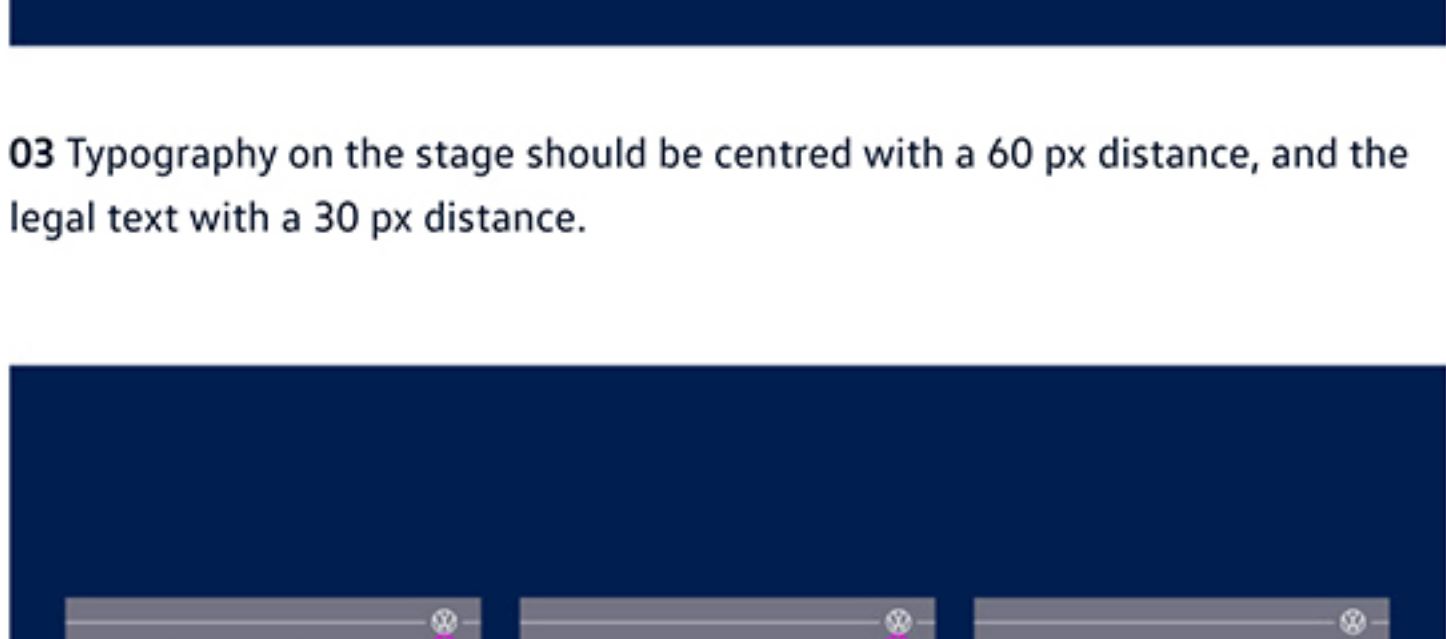 03 Typography on the stage should be centred with a 60 px distance, and the
legal text with a 30 px distance.